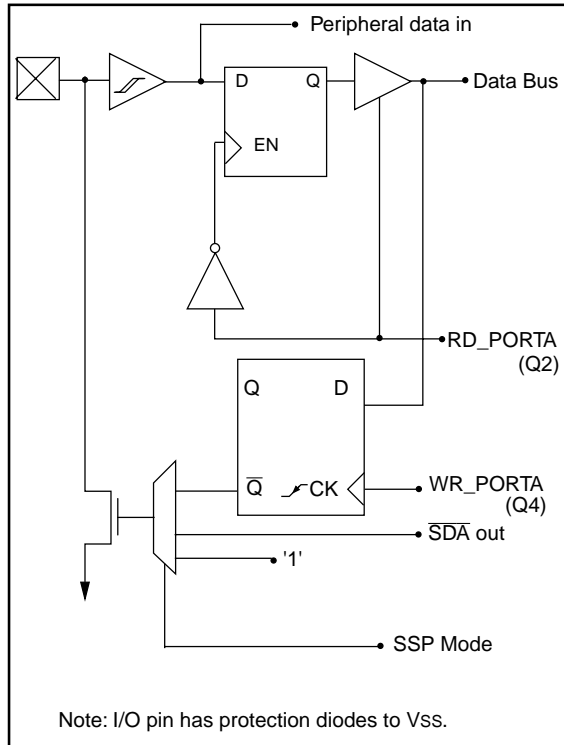 Peripheral data in
D
Q
Data Bus
EN
RD_PORTA
(Q2)
Q
D
Q̅
CK
WR_PORTA
(Q4)
S̅D̅A̅ out
'1'
SSP Mode
Note: I/O pin has protection diodes to VSS.